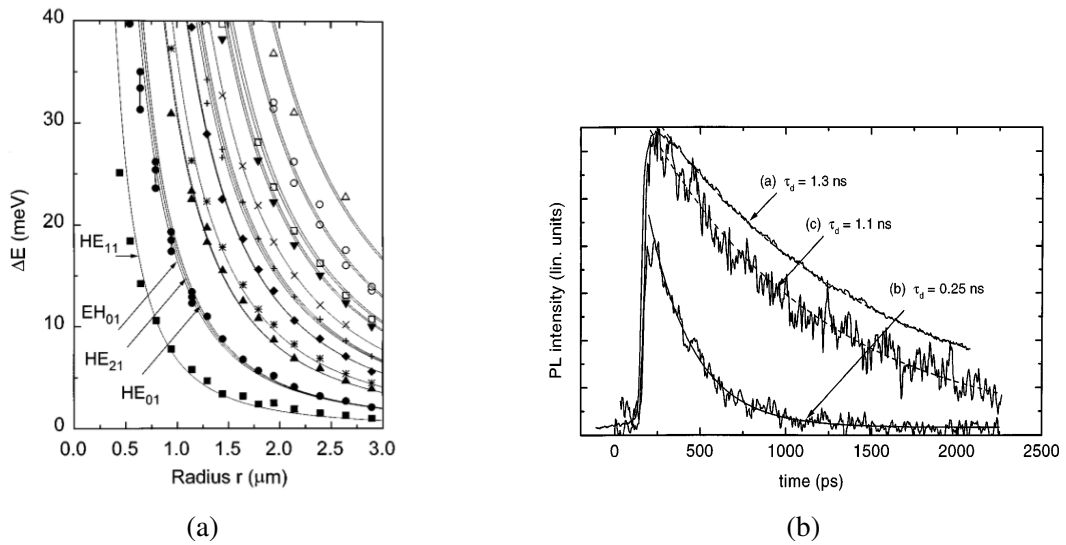 40
30
20
10
0
ΔE (meV)
HE11
EH01
HE21
HE01
0.0 0.5 1.0 1.5 2.0 2.5 3.0
Radius r (μm)
(a)
PL intensity (lin. units)
(a) τd = 1.3 ns
(c) τd = 1.1 ns
(b) τd = 0.25 ns
0 500 1000 1500 2000 2500
time (ps)
(b)